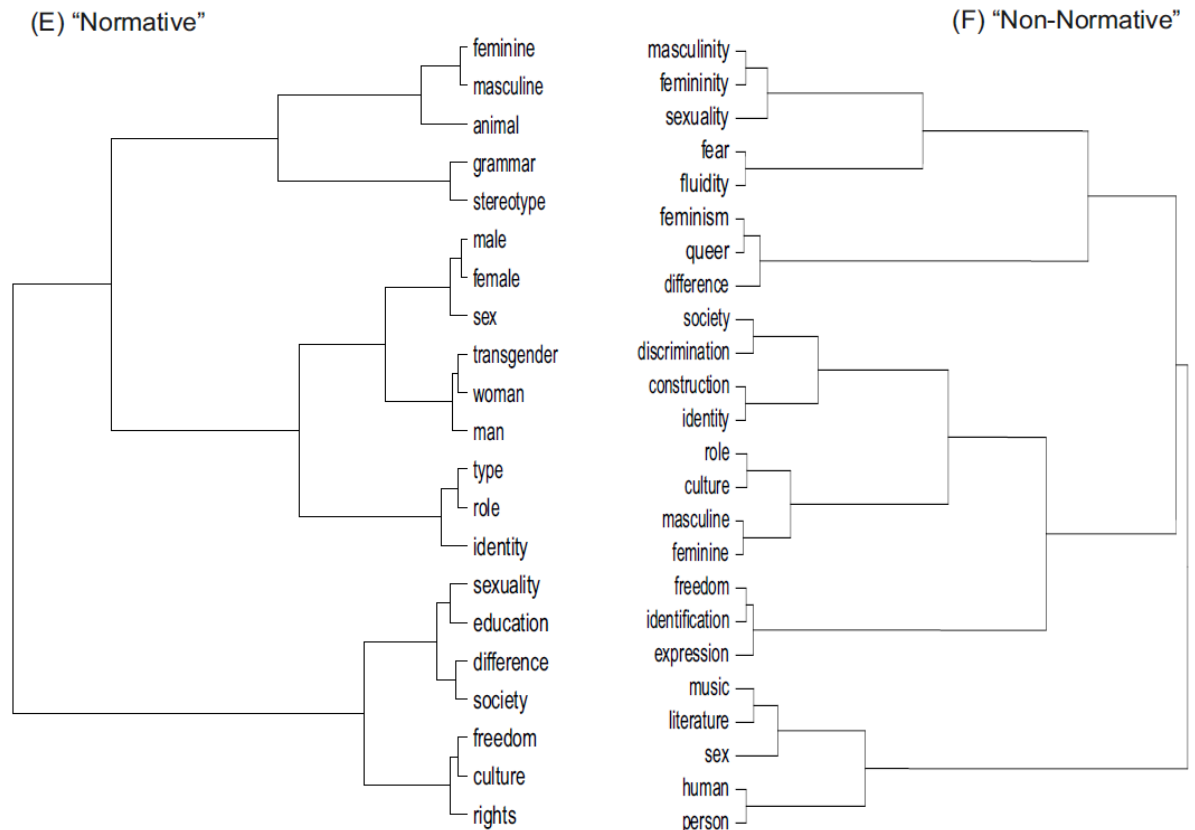 (E) “Normative”
feminine
masculine
animal
grammar
stereotype
male
female
sex
transgender
woman
man
type
role
identity
sexuality
education
difference
society
freedom
culture
rights
(F) “Non-Normative”
masculinity
femininity
sexuality
fear
fluidity
feminism
queer
difference
society
discrimination
construction
identity
role
culture
masculine
feminine
freedom
identification
expression
music
literature
sex
human
person